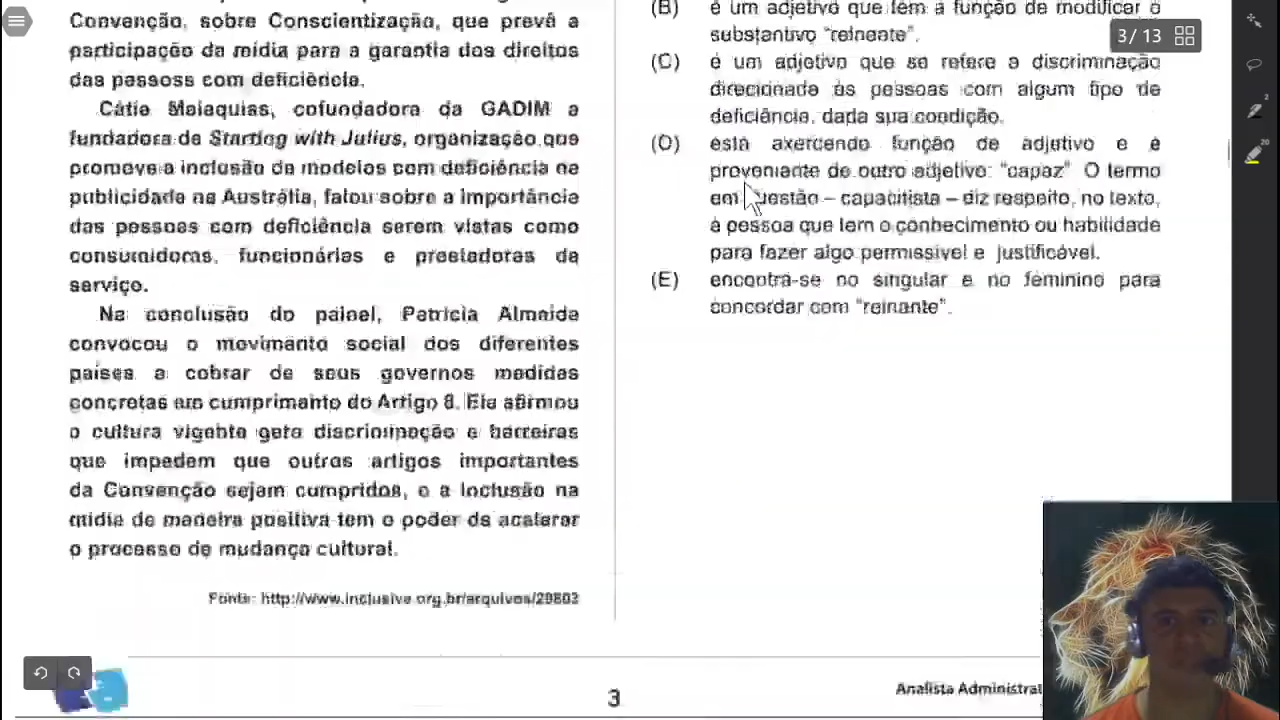 Convenção, sobre Conscientização, que prevê a
participação da mídia para a garantia dos direitos
das pessoas com deficiência.
Cátia Malaquias, cofundadora da GADIM e
fundadora de Starting with Julius, organização que
promove a inclusão de modelos com deficiência na
publicidade na Austrália, falou sobre a importância
das pessoas com deficiência serem vistas como
consumidoras, funcionárias e prestadoras de
serviço.
Na conclusão do painel, Patricia Almeida
convocou o movimento social dos diferentes
países a cobrar de seus governos medidas
concretas em cumprimento do Artigo 8. Ela afirmou
a cultura vigente gera discriminação e barreiras
que impedem que outros artigos importantes
da Convenção sejam cumpridos, e a inclusão na
mídia de maneira positiva tem o poder de acelerar
o processo de mudança cultural.
Fonte: http://www.inclusive.org.br/arquivos/29803
3
(B) é um adjetivo que tem a função de modificar o
substantivo "reinante".
(C) é um adjetivo que se refere a discriminação
direcionada às pessoas com algum tipo de
deficiência, dada sua condição.
(D) está exercendo função de adjetivo e é
proveniente de outro adjetivo: "capaz" O termo
em questão – capacitista – diz respeito, no texto,
à pessoa que tem o conhecimento ou habilidade
para fazer algo permissível e justificável.
(E) encontra-se no singular e no feminino para
concordar com "reinante".
3/ 13
Analista Administrat